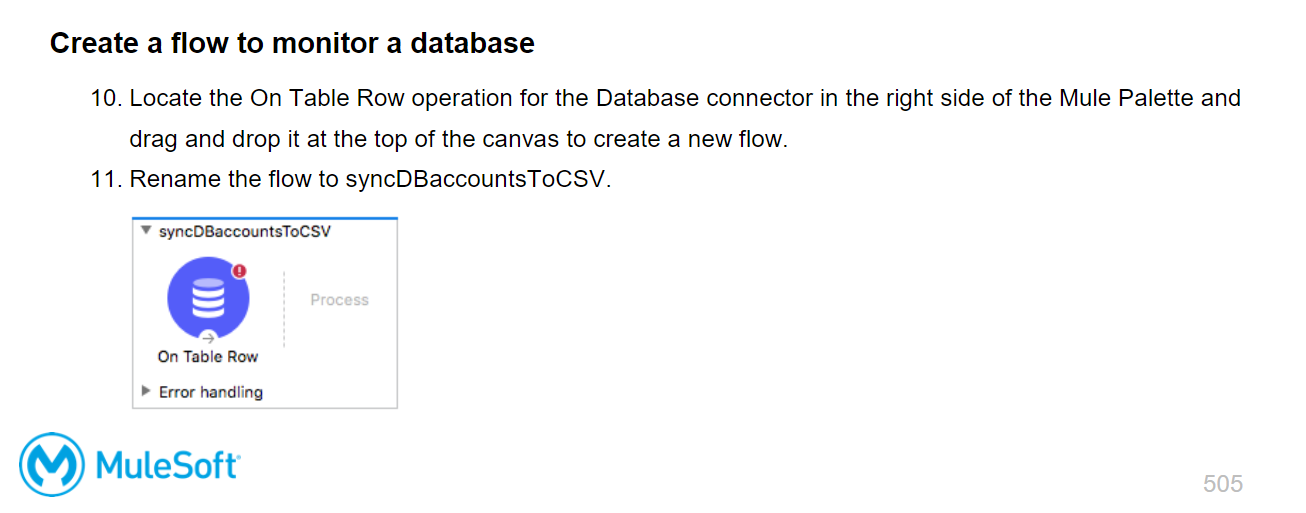 Create a flow to monitor a database
10. Locate the On Table Row operation for the Database connector in the right side of the Mule Palette and
drag and drop it at the top of the canvas to create a new flow.
11. Rename the flow to syncDBaccountsToCSV.
syncDBaccountsToCSV
Process
On Table Row
Error handling
MuleSoft
505